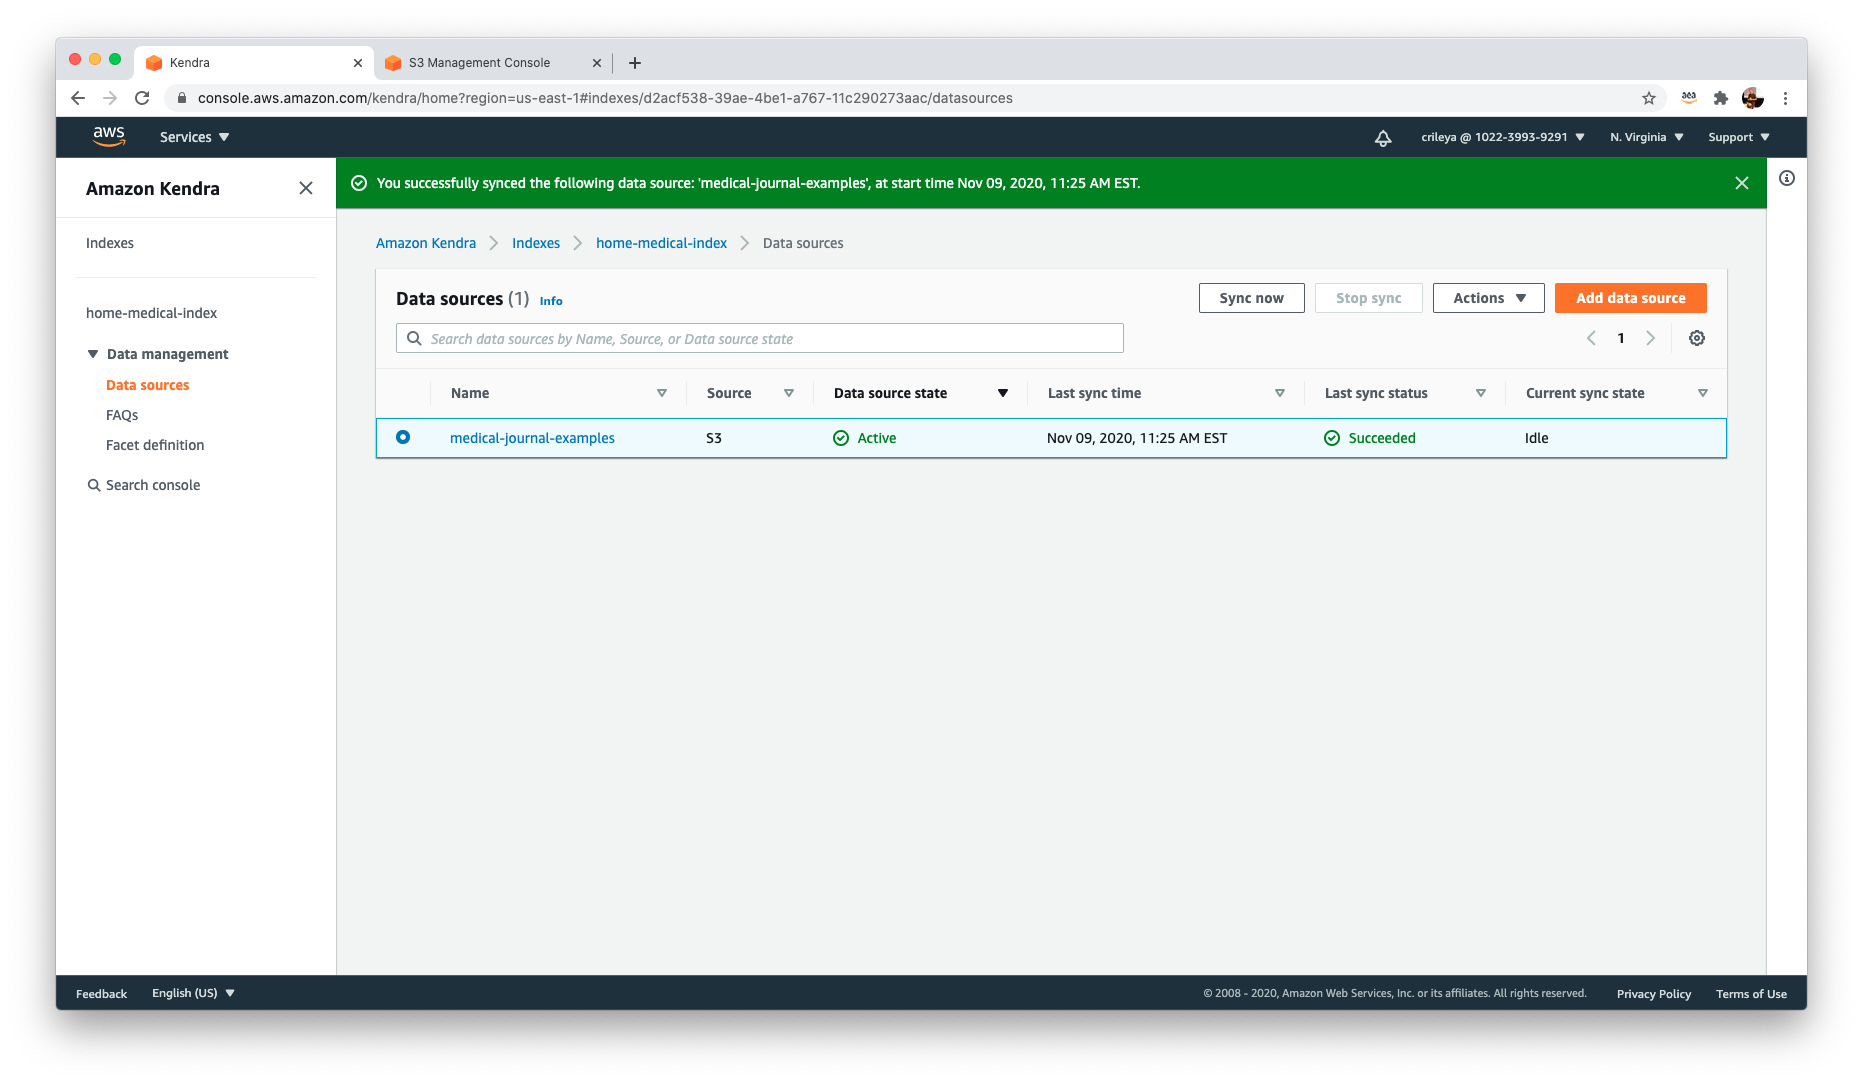 Kendra
S3 Management Console
console.aws.amazon.com/kendra/home?region=us-east-1#indexes/d2acf538-39ae-4be1-a767-11c290273aac/datasources
aws
Services
crileya @ 1022-3993-9291
N. Virginia
Support
Amazon Kendra
You successfully synced the following data source: 'medical-journal-examples', at start time Nov 09, 2020, 11:25 AM EST.
Indexes
home-medical-index
Data management
Data sources
FAQs
Facet definition
Search console
Amazon Kendra
Indexes
home-medical-index
Data sources
Data sources (1) Info
Sync now
Stop sync
Actions
Add data source
Search data sources by Name, Source, or Data source state
1
Name Source Data source state Last sync time Last sync status Current sync state
medical-journal-examples S3 Active Nov 09, 2020, 11:25 AM EST Succeeded Idle
Feedback
English (US)
© 2008 - 2020, Amazon Web Services, Inc. or its affiliates. All rights reserved.
Privacy Policy
Terms of Use